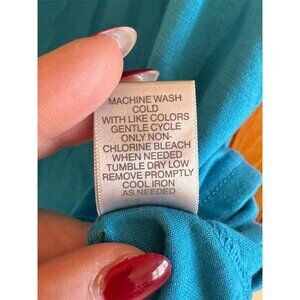 MACHINE WASH
COLD
WITH LIKE COLORS
GENTLE CYCLE
ONLY NON-
CHLORINE BLEACH
WHEN NEEDED
TUMBLE DRY LOW
REMOVE PROMPTLY
COOL IRON
AS NEEDED